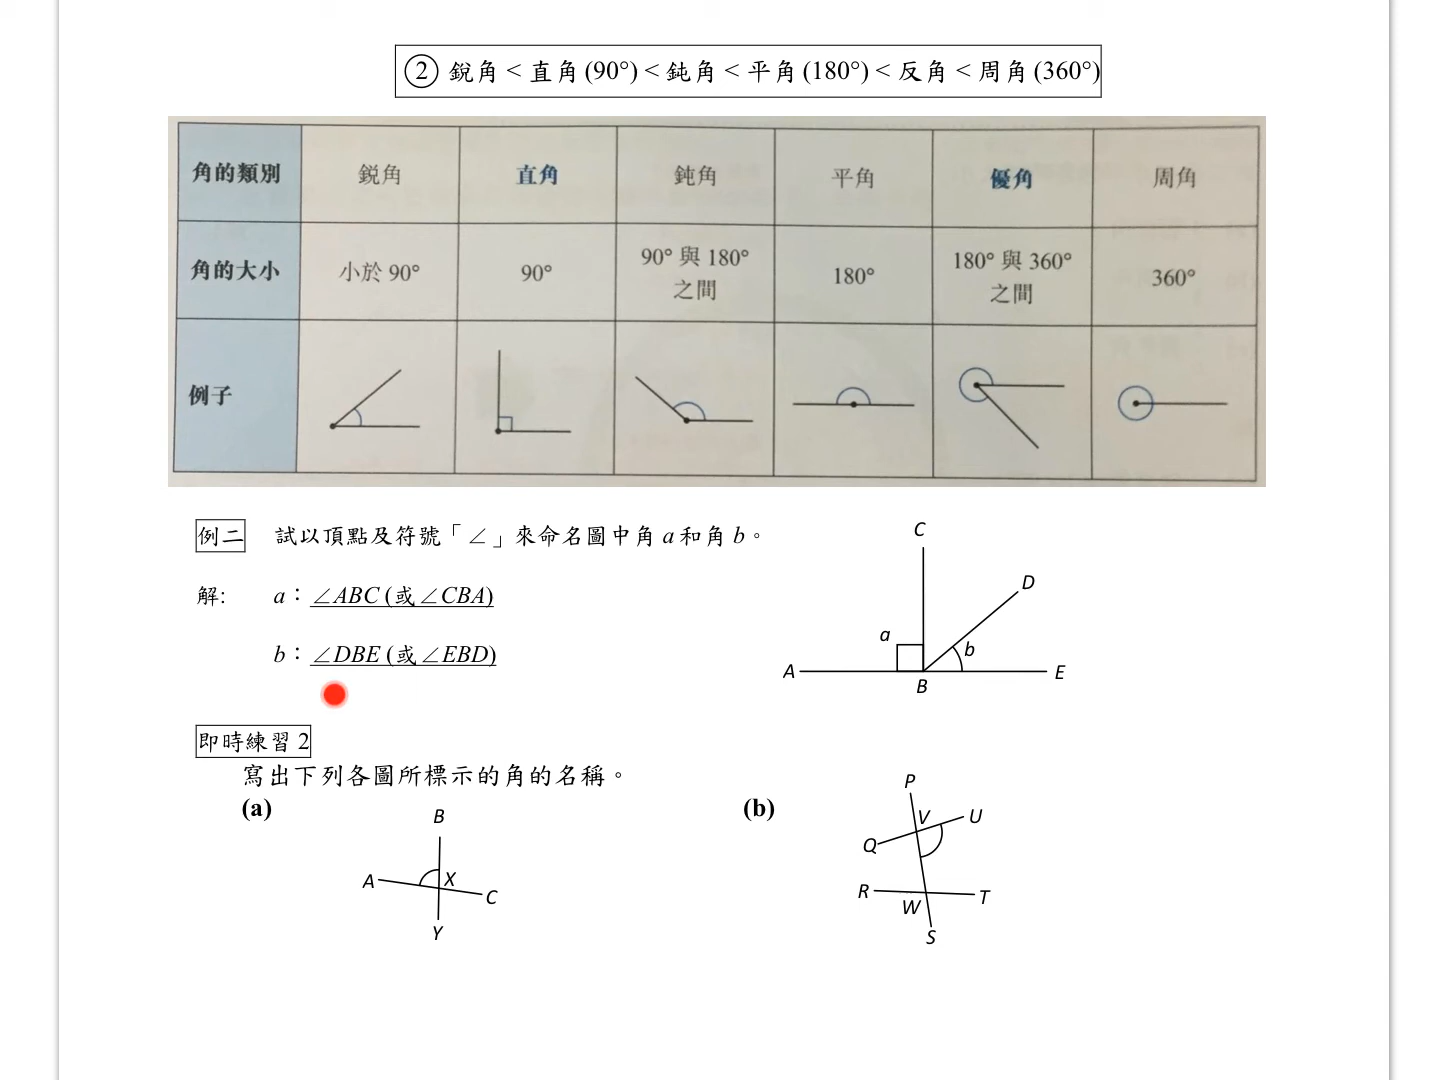 ② 銳角 < 直角 (90°) < 鈍角 < 平角 (180°) < 反角 < 周角 (360°)
角的類別 鋭角 直角 鈍角 平角 優角 周角
角的大小 小於 90° 90° 90° 與 180° 之間 180° 180° 與 360° 之間 360°
例子
例二 試以頂點及符號「∠」來命名圖中角 a 和角 b。
解: a：∠ABC (或∠CBA)
b：∠DBE (或∠EBD)
C
D
a
b
A
B
E
即時練習 2
寫出下列各圖所標示的角的名稱。
(a)
B
A
X
C
Y
(b)
P
V
U
Q
R
W
T
S